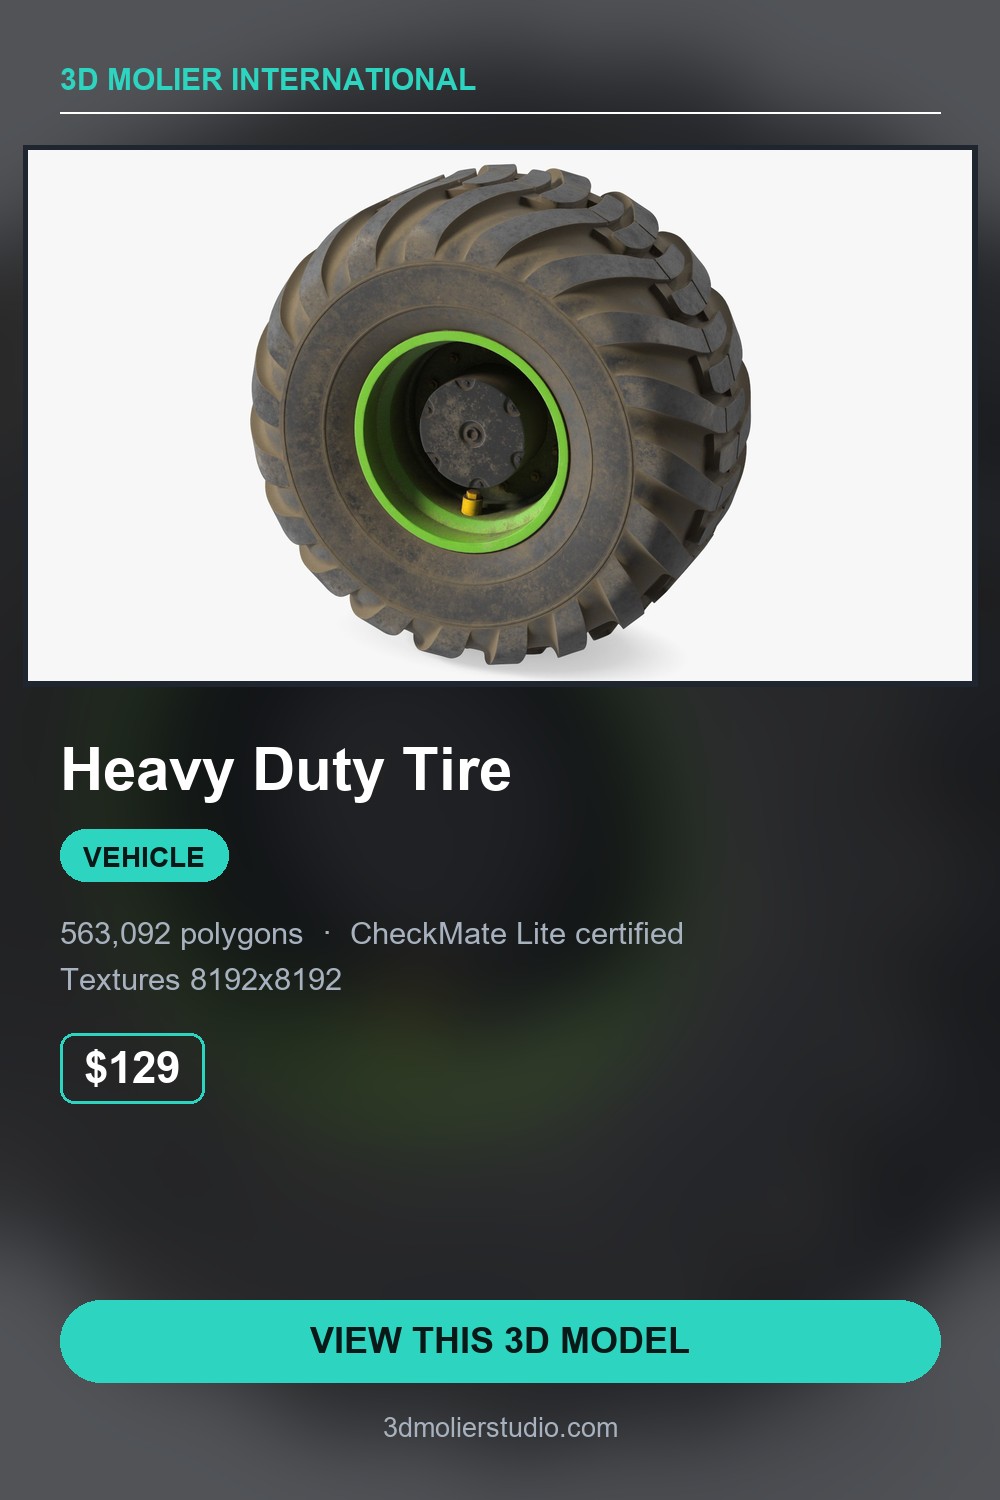 3D MOLIER INTERNATIONAL
Heavy Duty Tire
VEHICLE
563,092 polygons · CheckMate Lite certified
Textures 8192x8192
$129
VIEW THIS 3D MODEL
3dmolierstudio.com